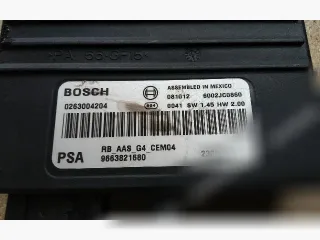 BOSCH
ASSEMBLED IN MEXICO
081012 6002JC0860
0263004204
0041 SW 1.45 HW 2.00
RB_AAS_G4_CEM04
PSA 9663821680